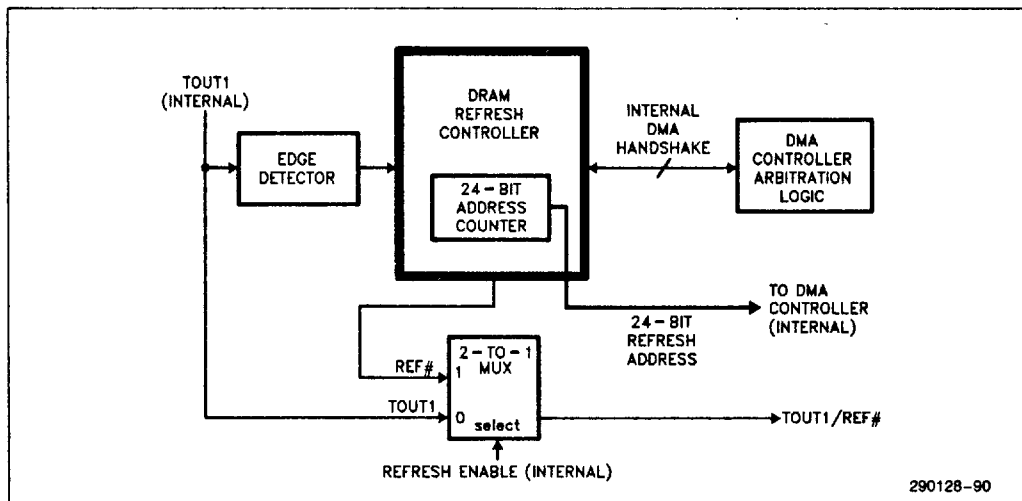 TOUT1
(INTERNAL)
EDGE
DETECTOR
DRAM
REFRESH
CONTROLLER
24-BIT
ADDRESS
COUNTER
INTERNAL
DMA
HANDSHAKE
DMA
CONTROLLER
ARBITRATION
LOGIC
TO DMA
CONTROLLER
(INTERNAL)
24-BIT
REFRESH
ADDRESS
2-TO-1
MUX
REF#
1
TOUT1
0
select
TOUT1/REF#
REFRESH ENABLE (INTERNAL)
290128-90